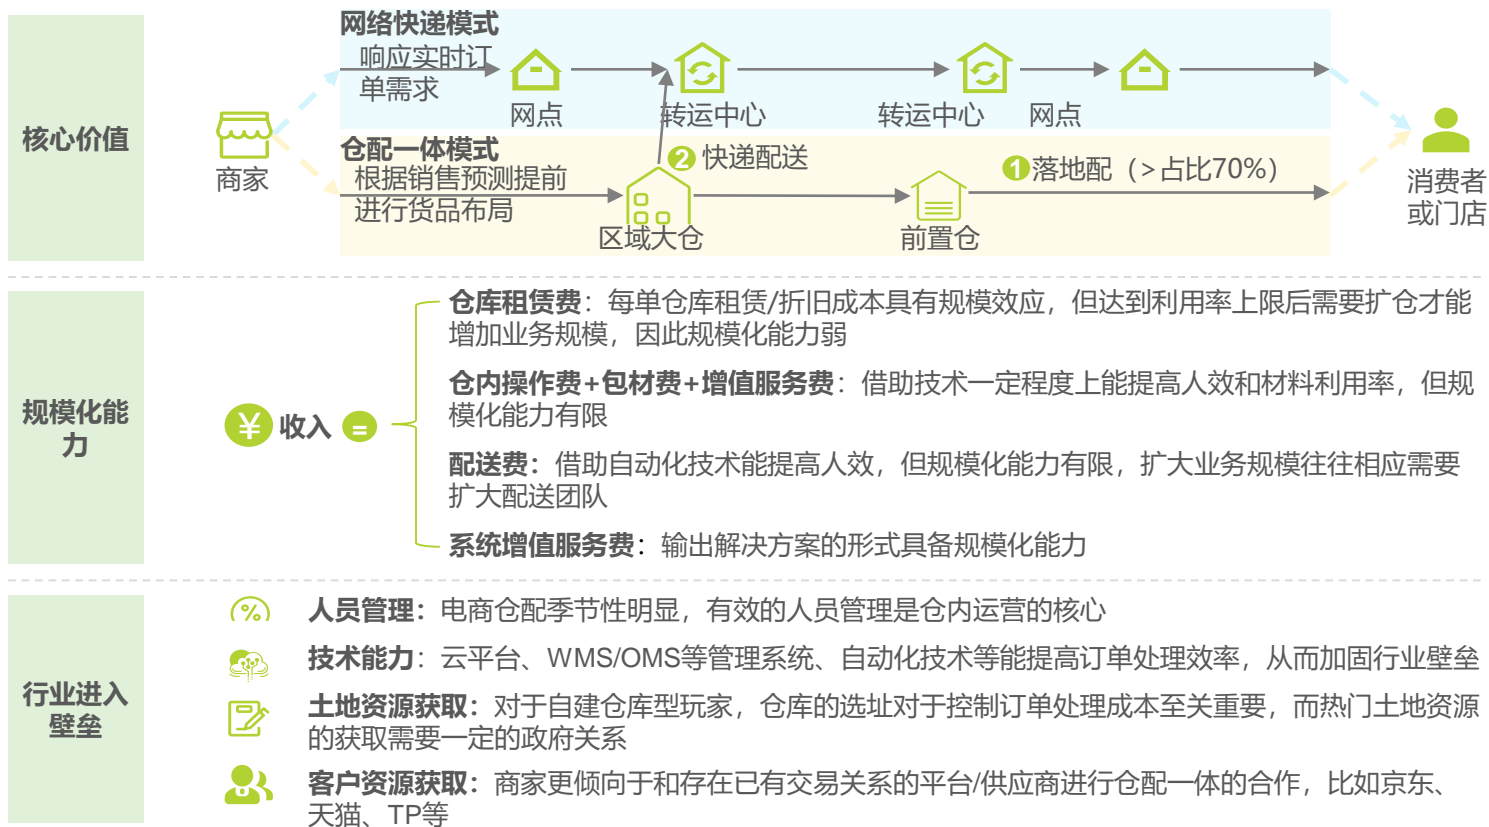 核心价值
网络快递模式
响应实时订
单需求
网点
转运中心
转运中心
网点
商家
仓配一体模式
根据销售预测提前
进行货品布局
2 快递配送
1 落地配（>占比70%）
区域大仓
前置仓
消费者
或门店
规模化能
力
¥ 收入 =
仓库租赁费：每单仓库租赁/折旧成本具有规模效应，但达到利用率上限后需要扩仓才能
增加业务规模，因此规模化能力弱
仓内操作费+包材费+增值服务费：借助技术一定程度上能提高人效和材料利用率，但规
模化能力有限
配送费：借助自动化技术能提高人效，但规模化能力有限，扩大业务规模往往相应需要
扩大配送团队
系统增值服务费：输出解决方案的形式具备规模化能力
行业进入
壁垒
%
人员管理：电商仓配季节性明显，有效的人员管理是仓内运营的核心
技术能力：云平台、WMS/OMS等管理系统、自动化技术等能提高订单处理效率，从而加固行业壁垒
土地资源获取：对于自建仓库型玩家，仓库的选址对于控制订单处理成本至关重要，而热门土地资源
的获取需要一定的政府关系
客户资源获取：商家更倾向于和存在已有交易关系的平台/供应商进行仓配一体的合作，比如京东、
天猫、TP等